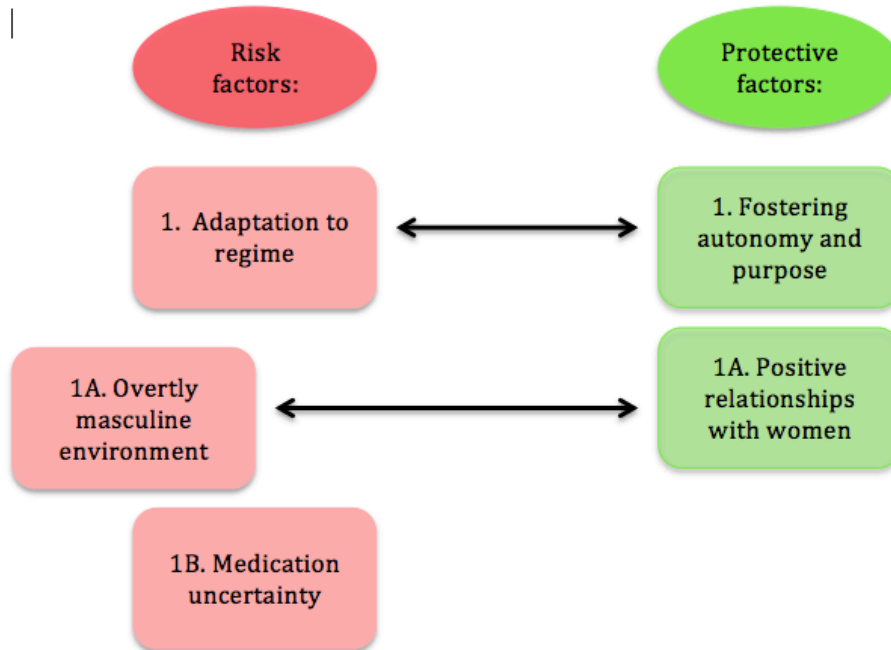 Risk
factors:
Protective
factors:
1. Adaptation to
regime
1. Fostering
autonomy and
purpose
1A. Overtly
masculine
environment
1A. Positive
relationships
with women
1B. Medication
uncertainty